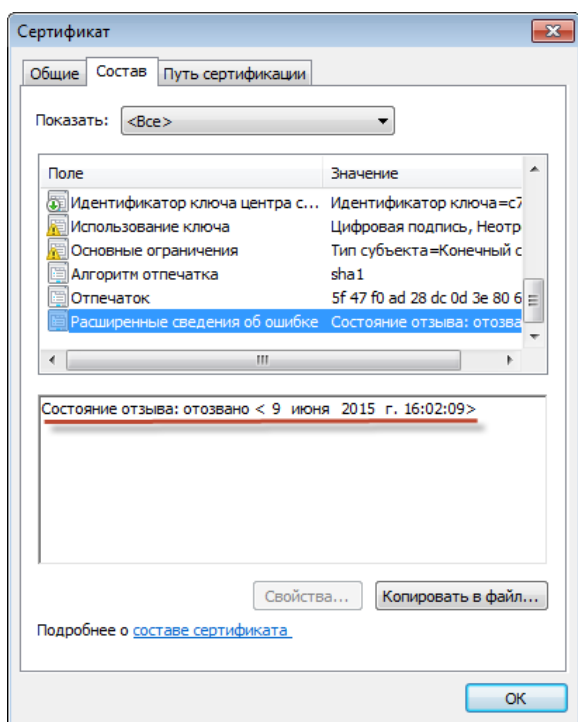 Сертификат
Общие Состав Путь сертификации
Показать: <Все>
Поле Значение
Идентификатор ключа центра с... Идентификатор ключа=c7
Использование ключа Цифровая подпись, Неотр
Основные ограничения Тип субъекта=Конечный с
Алгоритм отпечатка sha1
Отпечаток 5f 47 f0 ad 28 dc 0d 3e 80 6
Расширенные сведения об ошибке Состояние отзыва: отозва
Состояние отзыва: отозвано < 9 июня 2015 г. 16:02:09>
Свойства... Копировать в файл...
Подробнее о составе сертификата
ОК